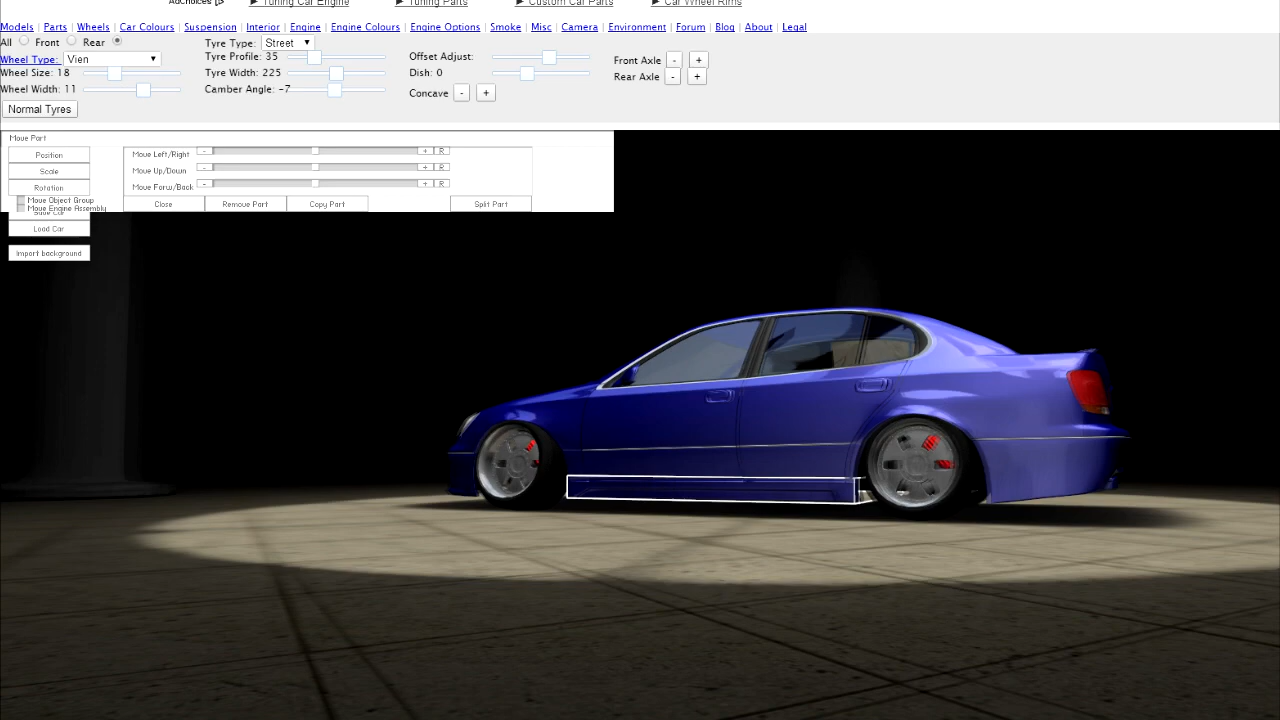 AdChoices ▶ Tuning Car Engine ▶ Tuning Parts ▶ Custom Car Parts ▶ Car Wheel Rims
Models | Parts | Wheels | Car Colours | Suspension | Interior | Engine | Engine Colours | Engine Options | Smoke | Misc | Camera | Environment | Forum | Blog | About | Legal
All Front Rear
Wheel Type: Vien
Wheel Size: 18
Wheel Width: 11
Normal Tyres
Tyre Type: Street
Tyre Profile: 35
Tyre Width: 225
Camber Angle: -7
Offset Adjust:
Dish: 0
Concave - +
Front Axle - +
Rear Axle - +
Move Part
Position
Scale
Rotation
Move Object Group
Move Engine Assembly
Save Car
Load Car
Import background
Move Left/Right - + R
Move Up/Down - + R
Move Forw/Back - + R
Close Remove Part Copy Part Split Part